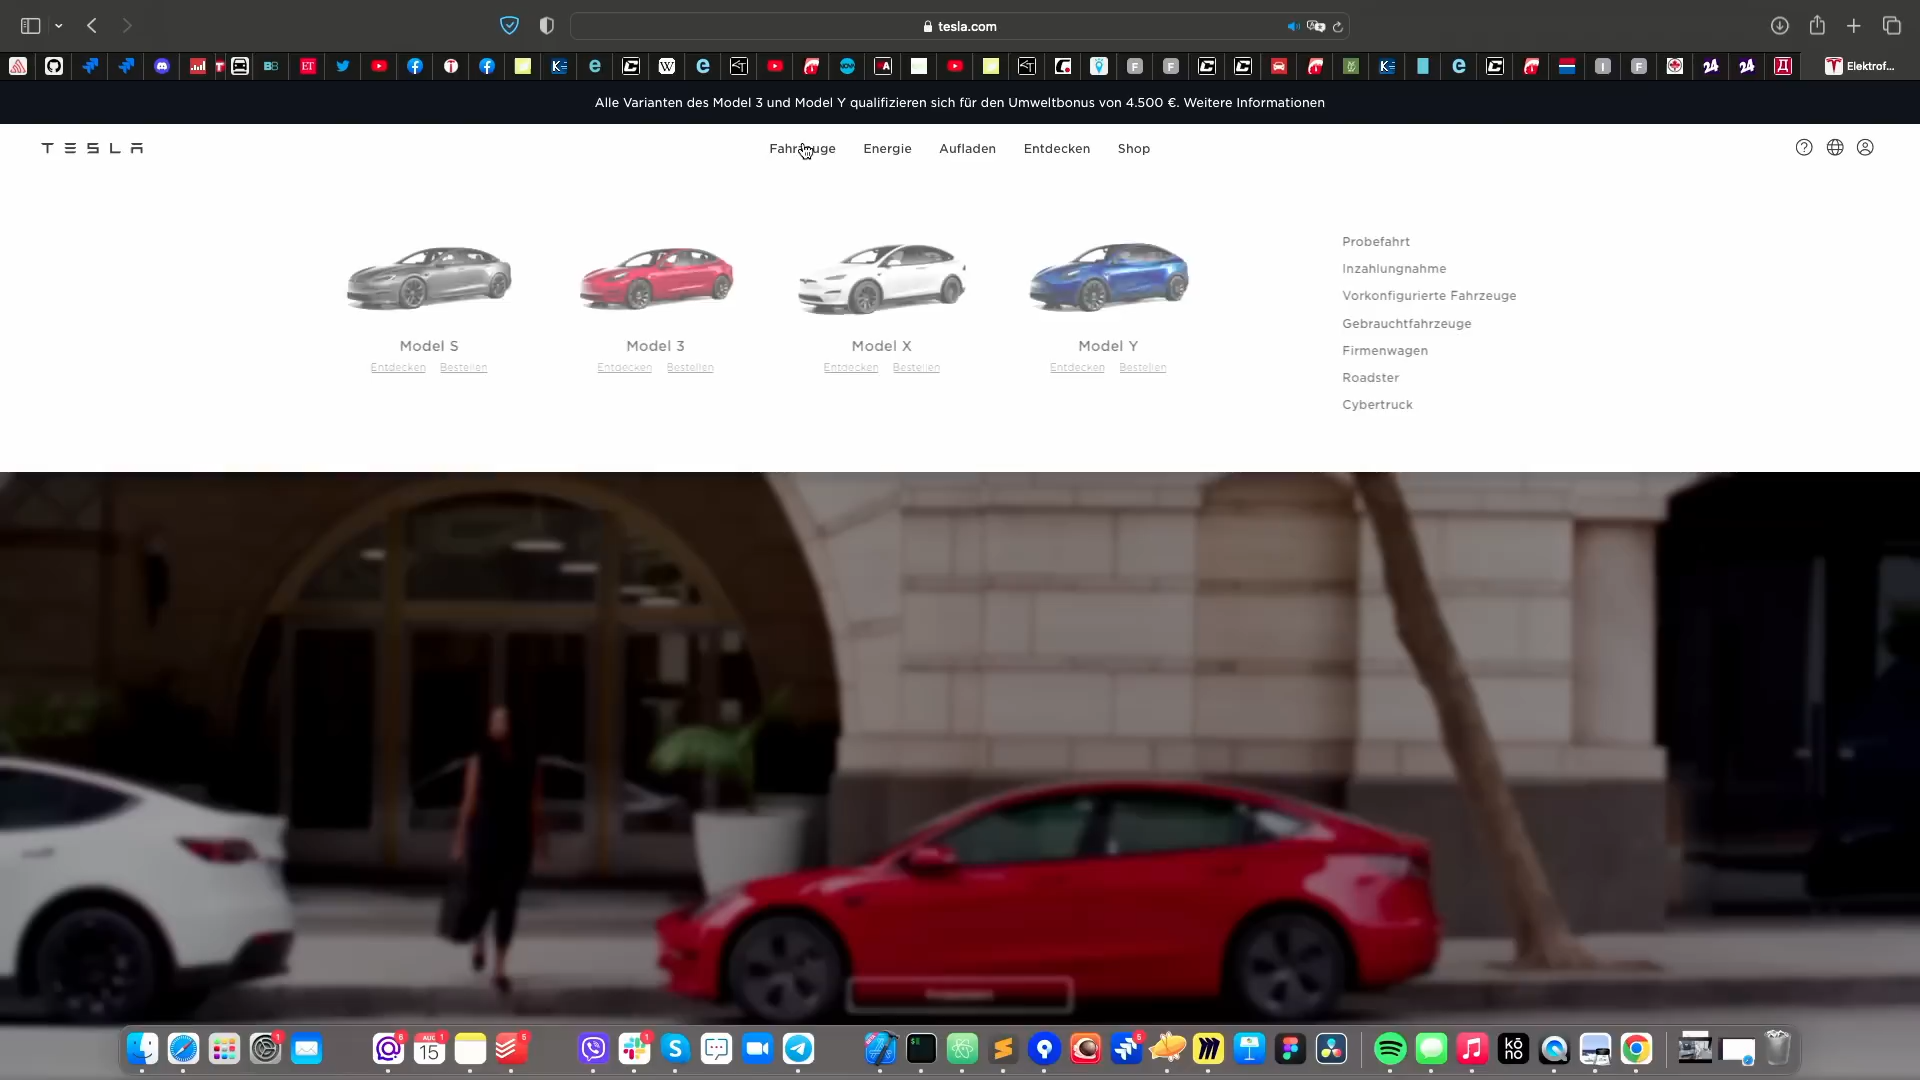 tesla.com
Elektrof...
Alle Varianten des Model 3 und Model Y qualifizieren sich für den Umweltbonus von 4.500 €. Weitere Informationen
TESLA
Fahrzeuge Energie Aufladen Entdecken Shop
Model S
Entdecken Bestellen
Model 3
Entdecken Bestellen
Model X
Entdecken Bestellen
Model Y
Entdecken Bestellen
Probefahrt
Inzahlungnahme
Vorkonfigurierte Fahrzeuge
Gebrauchtfahrzeuge
Firmenwagen
Roadster
Cybertruck
AUG
15